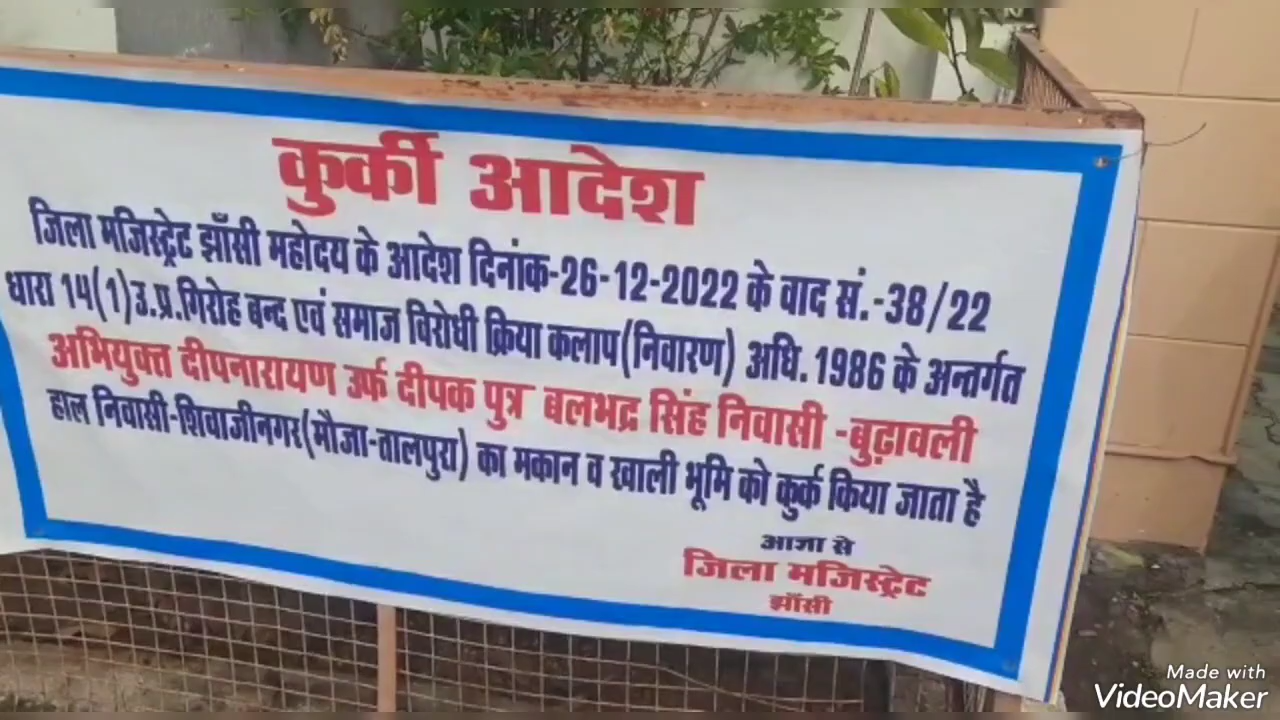 कुर्की आदेश
जिला मजिस्ट्रेट झाँसी महोदय के आदेश दिनांक-26-12-2022 के वाद सं.-38/22
धारा 14(1)उ.प्र.गिरोह बन्द एवं समाज विरोधी क्रिया कलाप(निवारण) अधि. 1986 के अन्तर्गत
अभियुक्त दीपनारायण उर्फ दीपक पुत्र बलभद्र सिंह निवासी -बुढ़ावली
हाल निवासी-शिवाजीनगर(मौजा-तालपुरा) का मकान व खाली भूमि को कुर्क किया जाता है
आज्ञा से
जिला मजिस्ट्रेट
झाँसी
Made with
VideoMaker